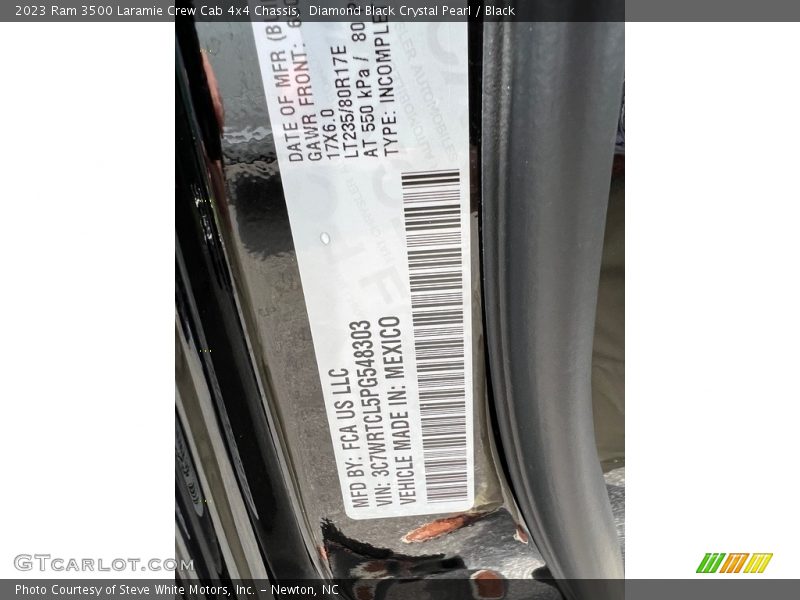 2023 Ram 3500 Laramie Crew Cab 4x4 Chassis, Diamond Black Crystal Pearl / Black
MFD BY: FCA US LLC
VIN: 3C7WRTCL5PG548303
VEHICLE MADE IN: MEXICO
DATE OF MFR
GAWR FRONT:
17X6.0
LT235/80R17E
AT 550 kPa / 80
TYPE: INCOMPLE
GTCARLOT.COM
Photo Courtesy of Steve White Motors, Inc. – Newton, NC